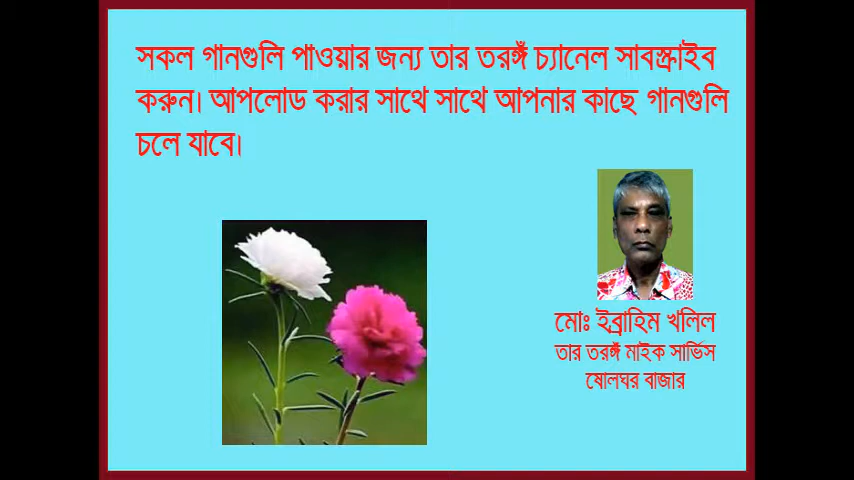 সকল গানগুলি পাওয়ার জন্য তার তরঙ্গঁ চ্যানেল সাবস্ক্রাইব
করুন। আপলোড করার সাথে সাথে আপনার কাছে গানগুলি
চলে যাবে।
মোঃ ইব্রাহিম খলিল
তার তরঙ্গঁ মাইক সার্ভিস
ষোলঘর বাজার